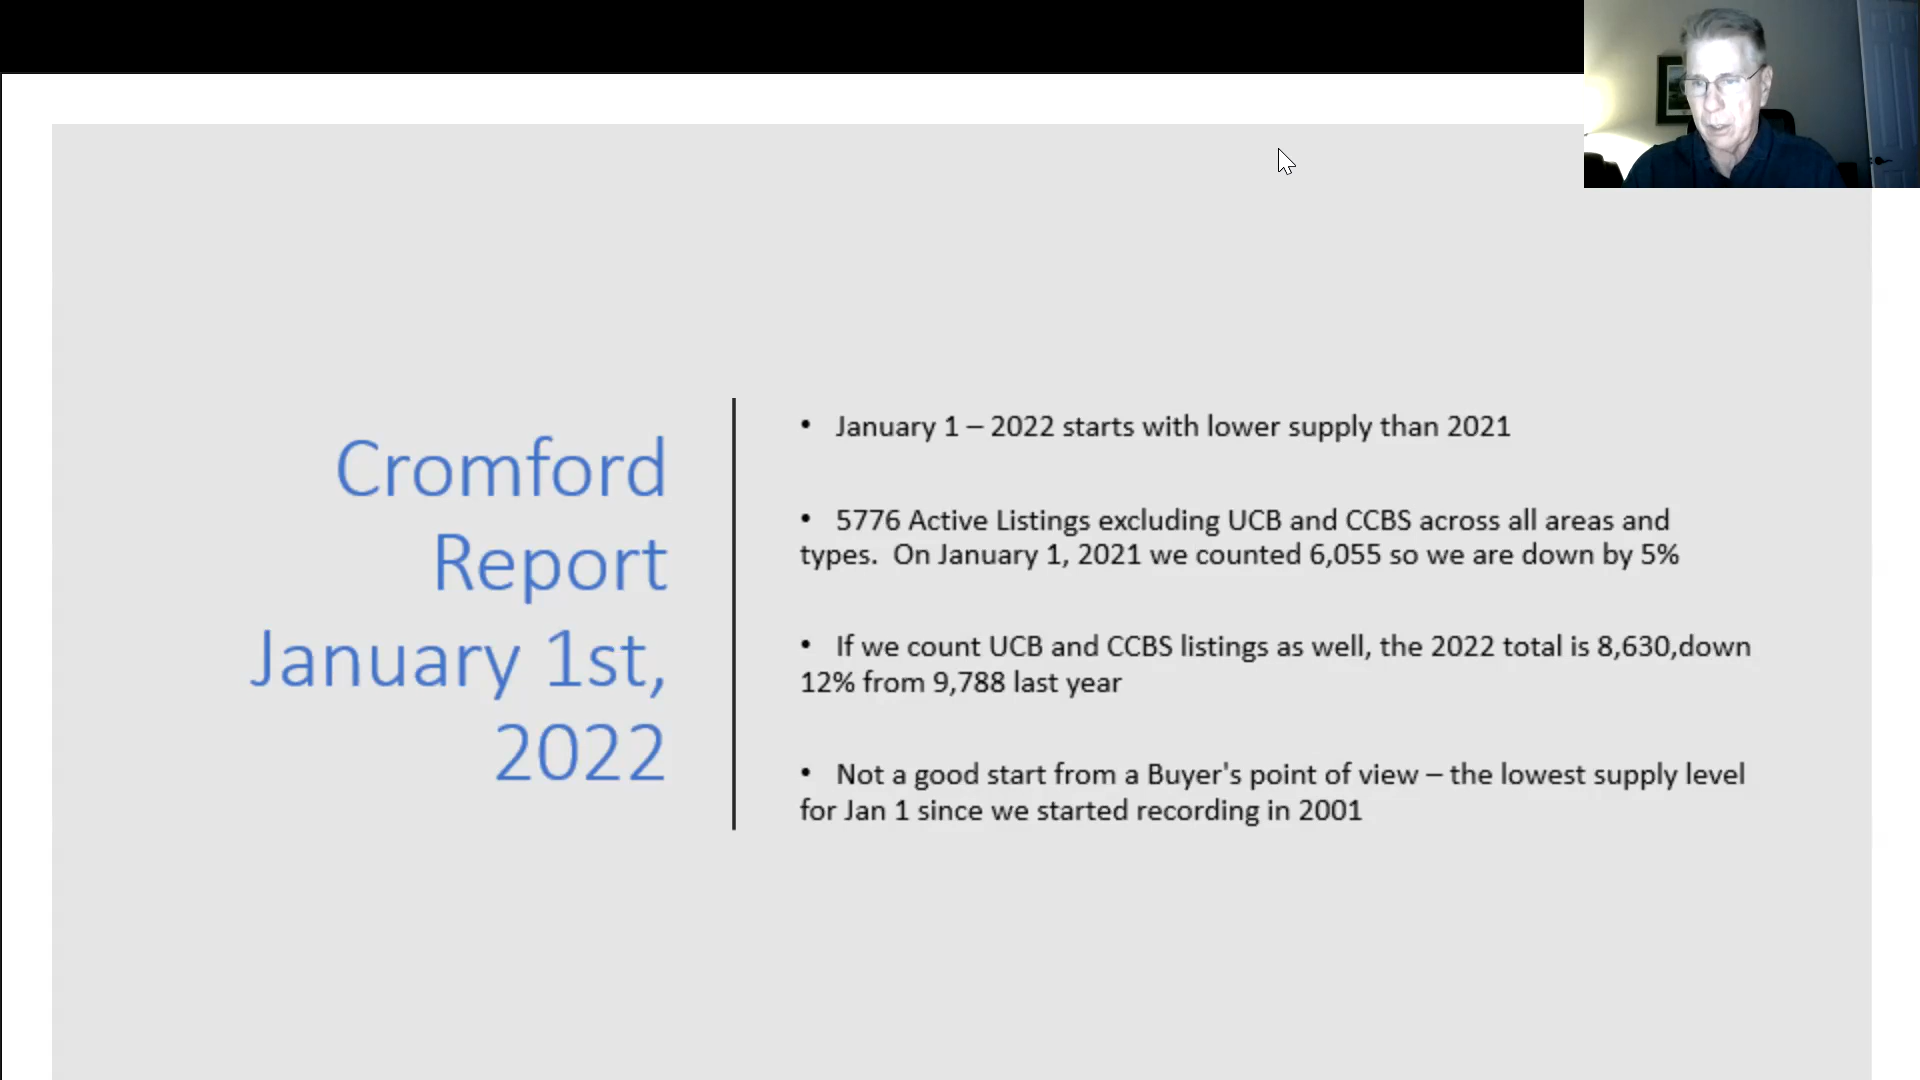 Cromford
Report
January 1st,
2022
• January 1 – 2022 starts with lower supply than 2021
• 5776 Active Listings excluding UCB and CCBS across all areas and
types.  On January 1, 2021 we counted 6,055 so we are down by 5%
• If we count UCB and CCBS listings as well, the 2022 total is 8,630,down
12% from 9,788 last year
• Not a good start from a Buyer's point of view – the lowest supply level
for Jan 1 since we started recording in 2001